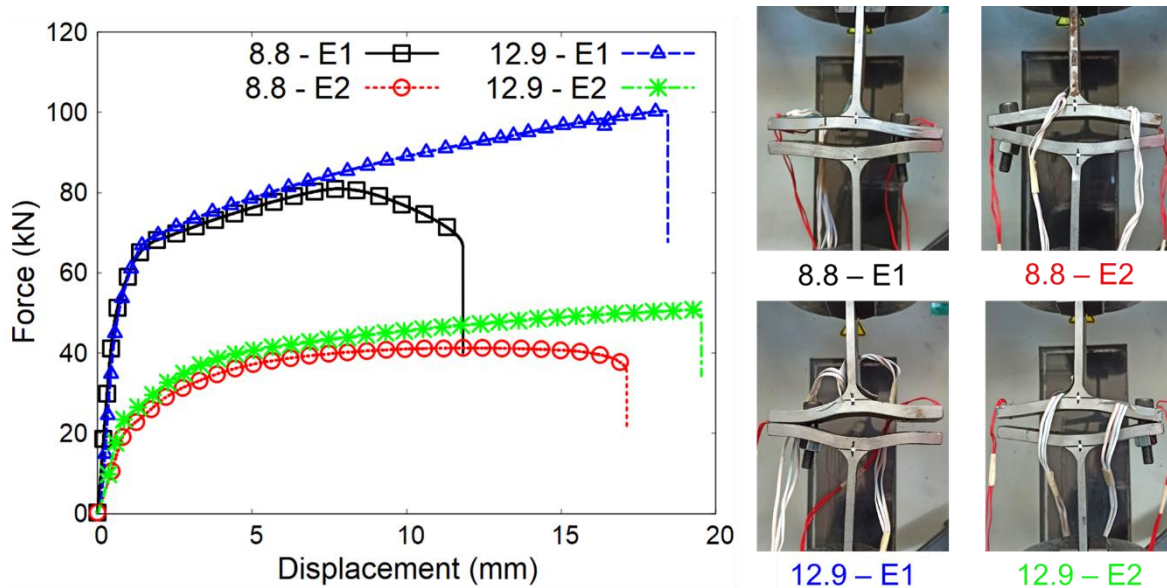 120
100
80
60
40
20
0
Force (kN)
8.8 - E1
8.8 - E2
12.9 - E1
12.9 - E2
0
5
10
15
20
Displacement (mm)
8.8 – E1
8.8 – E2
12.9 – E1
12.9 – E2